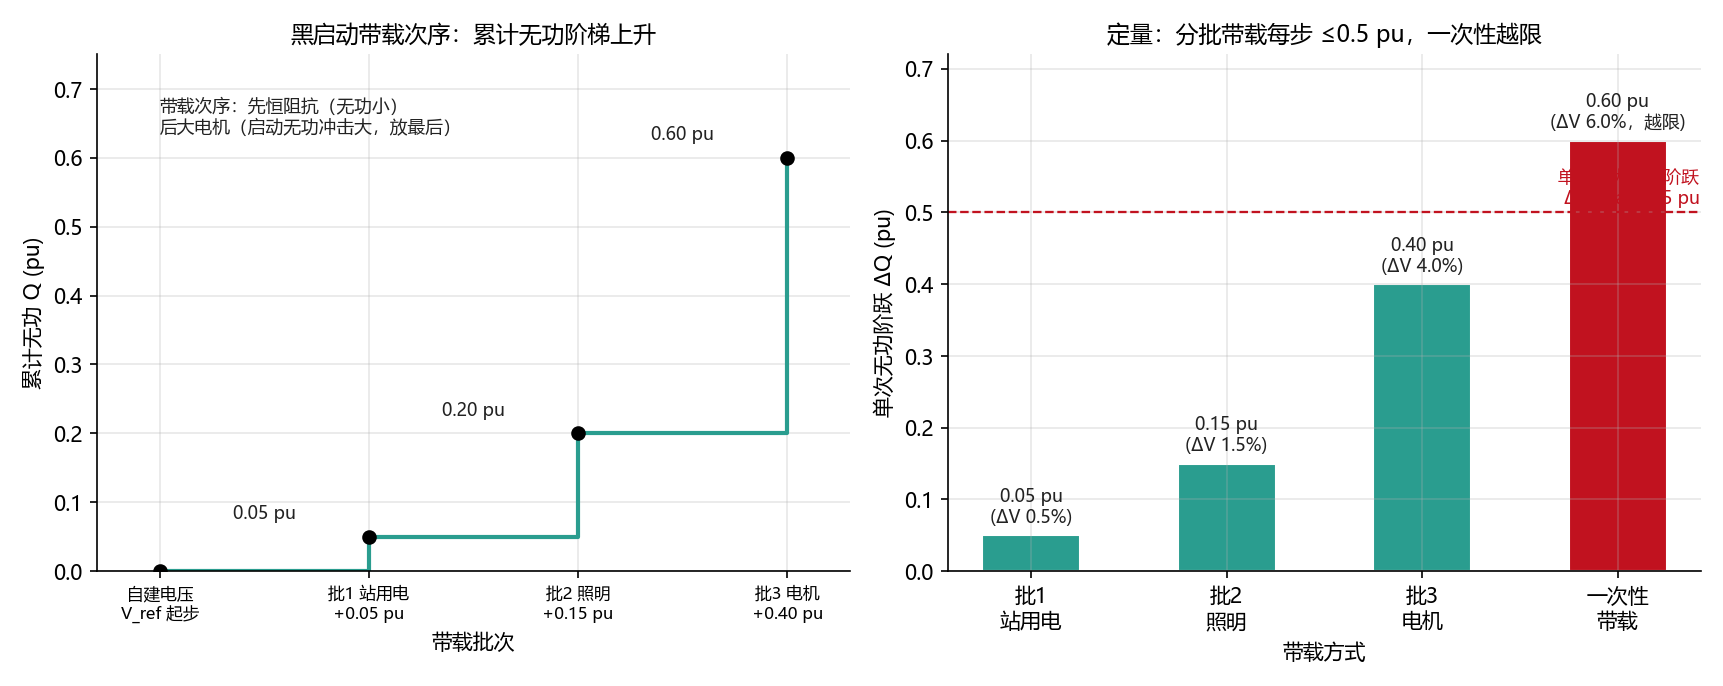 黑启动带载次序：累计无功阶梯上升
累计无功 Q (pu)
0.7
0.6
0.5
0.4
0.3
0.2
0.1
0.0
带载次序：先恒阻抗（无功小）
后大电机（启动无功冲击大，放最后）
0.60 pu
0.20 pu
0.05 pu
自建电压
V_ref 起步
批1 站用电
+0.05 pu
批2 照明
+0.15 pu
批3 电机
+0.40 pu
带载批次
定量：分批带载每步 ≤0.5 pu，一次性越限
单次无功阶跃 ΔQ (pu)
0.7
0.6
0.5
0.4
0.3
0.2
0.1
0.0
0.60 pu
(ΔV 6.0%，越限)
单 阶跃
5 pu
0.40 pu
(ΔV 4.0%)
0.15 pu
(ΔV 1.5%)
0.05 pu
(ΔV 0.5%)
批1
站用电
批2
照明
批3
电机
一次性
带载
带载方式